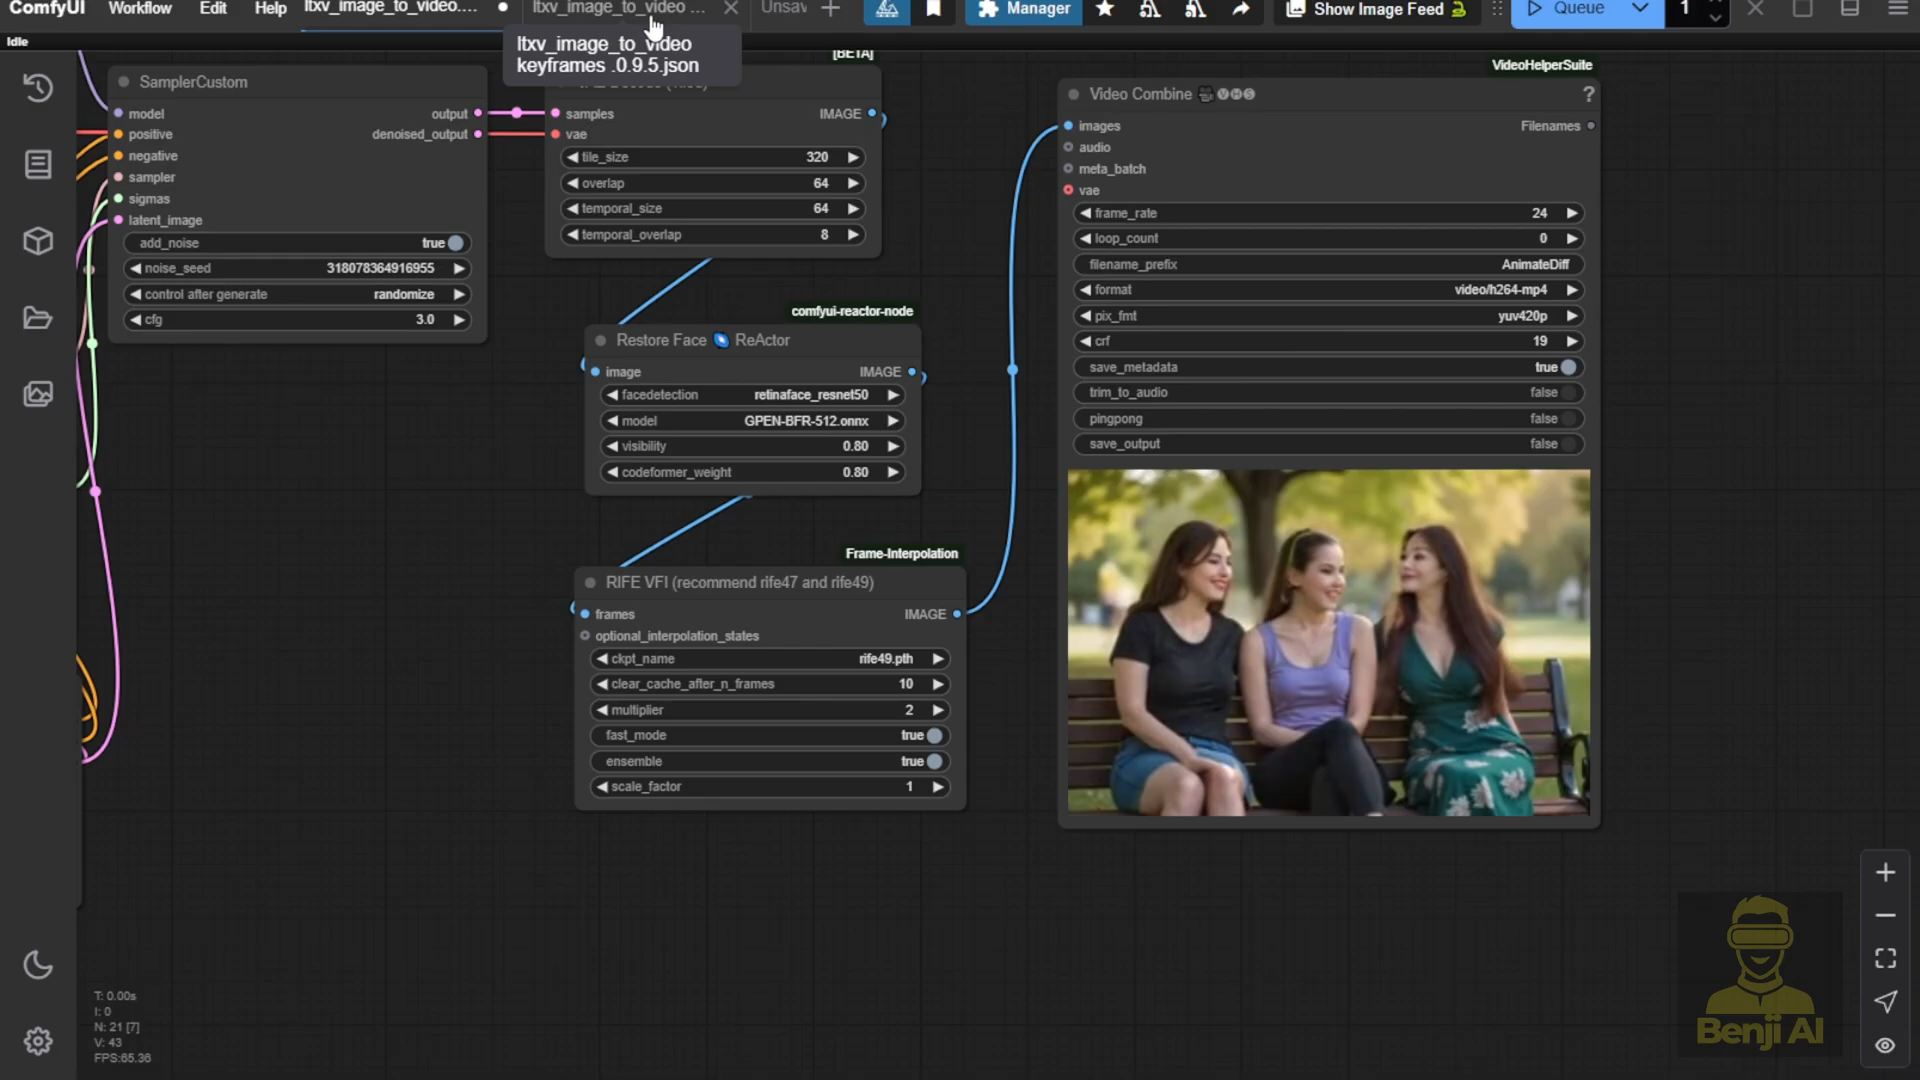 ComfyUI
Workflow
Edit
Help
ltxv_image_to_video....
ltxv_image_to_video ...
Unsav
Manager
Show Image Feed
Queue
1
Idle
ltxv_image_to_video
keyframes .0.9.5.json
[BETA]
SamplerCustom
model
positive
negative
sampler
sigmas
latent_image
output
denoised_output
add_noise true
noise_seed 318078364916955
control after generate randomize
cfg 3.0
samples
vae
IMAGE
tile_size 320
overlap 64
temporal_size 64
temporal_overlap 8
comfyui-reactor-node
Restore Face ReActor
image IMAGE
facedetection retinaface_resnet50
model GPEN-BFR-512.onnx
visibility 0.80
codeformer_weight 0.80
Frame-Interpolation
RIFE VFI (recommend rife47 and rife49)
frames IMAGE
optional_interpolation_states
ckpt_name rife49.pth
clear_cache_after_n_frames 10
multiplier 2
fast_mode true
ensemble true
scale_factor 1
VideoHelperSuite
Video Combine VHS ?
images Filenames
audio
meta_batch
vae
frame_rate 24
loop_count 0
filename_prefix AnimateDiff
format video/h264-mp4
pix_fmt yuv420p
crf 19
save_metadata true
trim_to_audio false
pingpong false
save_output false
T: 0.00s
I: 0
N: 21 [7]
V: 43
FPS:65.36
Benji AI